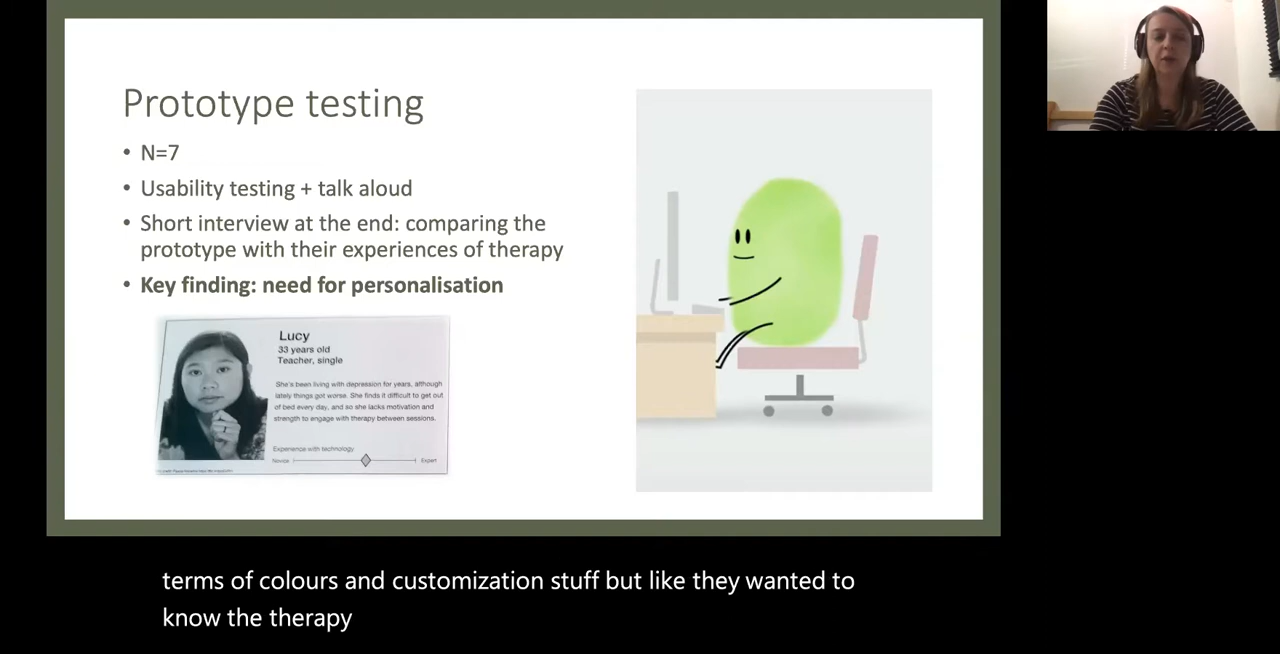 Prototype testing
• N=7
• Usability testing + talk aloud
• Short interview at the end: comparing the
prototype with their experiences of therapy
• Key finding: need for personalisation
Lucy
33 years old
Teacher, single
She's been living with depression for years, although
lately things got worse. She finds it difficult to get out
of bed every day, and so she lacks motivation and
strength to engage with therapy between sessions.
Experience with technology
Novice
Expert
terms of colours and customization stuff but like they wanted to
know the therapy